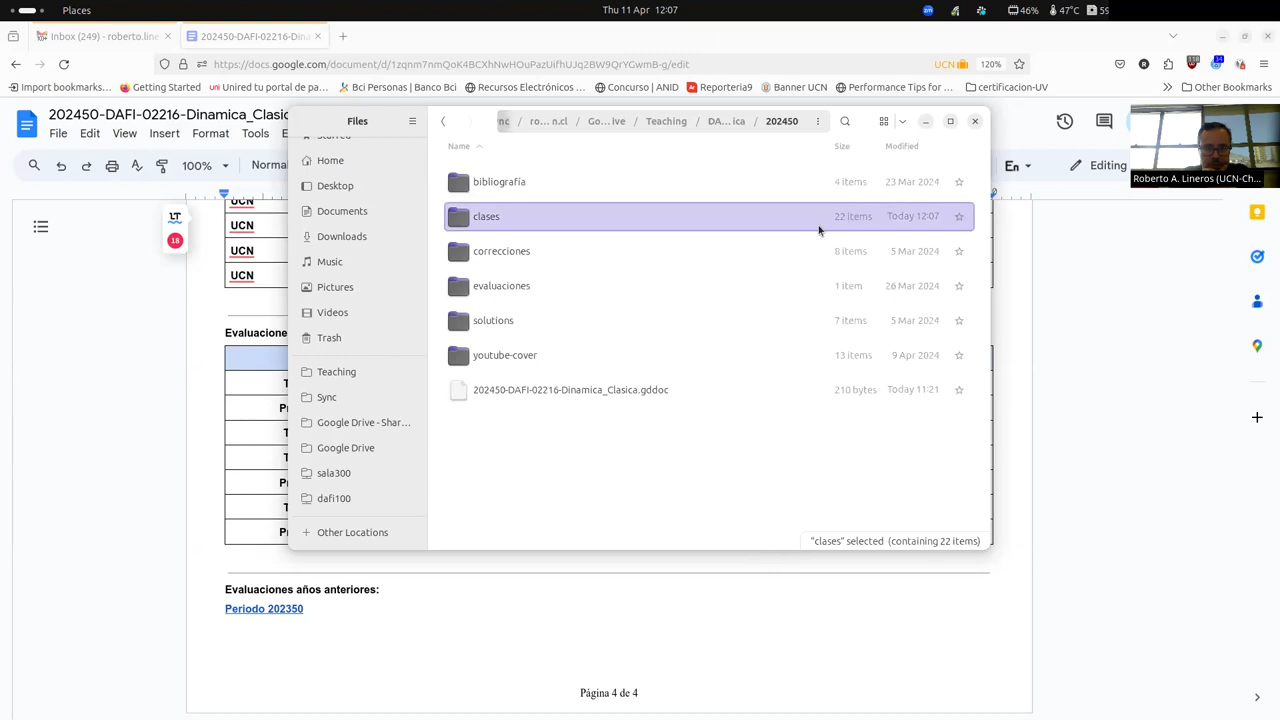 Places
Thu 11 Apr 12:07
46%
47°C
Inbox (249) - roberto.line
202450-DAFI-02216-Dina
https://docs.google.com/document/d/1zqnm7nmQoK4BCXhNwHOnPazUifhUJq2BW9QrYGwmB-g/edit
UCN
120%
Import bookmarks...
Getting Started
Unired tu portal de pa...
Bci Personas | Banco Bci
Recursos Electrónicos ...
Concurso | ANID
Reporteria9
Banner UCN
Performance Tips for ...
certificacion-UV
Other Bookmarks
202450-DAFI-02216-Dinamica_Clasica
File
Edit
View
Insert
Format
Tools
100%
Normal
En
Editing
Roberto A. Lineros (UCN-Ch...
LT
18
UCN
UCN
UCN
UCN
Evaluacione
Evaluaciones años anteriores:
Periodo 202350
Página 4 de 4
Files
Starred
Home
Desktop
Documents
Downloads
Music
Pictures
Videos
Trash
Teaching
Sync
Google Drive - Shar...
Google Drive
sala300
dafi100
Other Locations
ro... n.cl / Go... ive / Teaching / DA... ica / 202450
Name Size Modified
bibliografía 4 items 23 Mar 2024
clases 22 items Today 12:07
correcciones 8 items 5 Mar 2024
evaluaciones 1 item 26 Mar 2024
solutions 7 items 5 Mar 2024
youtube-cover 13 items 9 Apr 2024
202450-DAFI-02216-Dinamica_Clasica.gddoc 210 bytes Today 11:21
"clases" selected (containing 22 items)